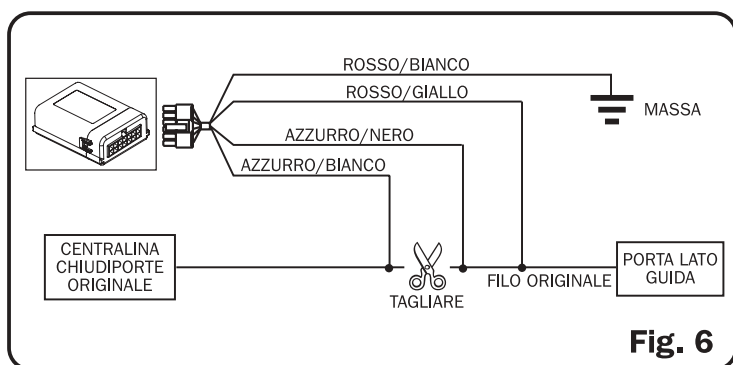 ROSSO/BIANCO
ROSSO/GIALLO
MASSA
AZZURRO/NERO
AZZURRO/BIANCO
CENTRALINA
CHIUDIPORTE
ORIGINALE
TAGLIARE
FILO ORIGINALE
PORTA LATO
GUIDA
Fig. 6